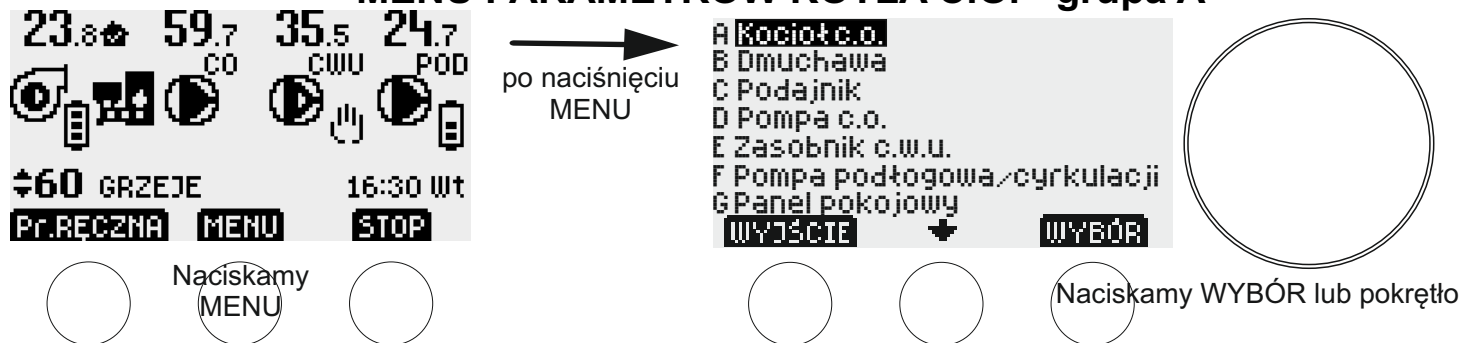 MENU PARAMETRÓW KOTŁA C.O. - grupa A
23.8 59.7 35.5 24.7
CO CWU POD
60 GRZEJE 16:30 Wt
Pr.RĘCZNA MENU STOP
Naciskamy
MENU
po naciśnięciu
MENU
A Kocioł c.o.
B Dmuchawa
C Podajnik
D Pompa c.o.
E Zasobnik c.w.u.
F Pompa podłogowa/cyrkulacji
G Panel pokojowy
WYJŚCIE WYBÓR
Naciskamy WYBÓR lub pokrętło